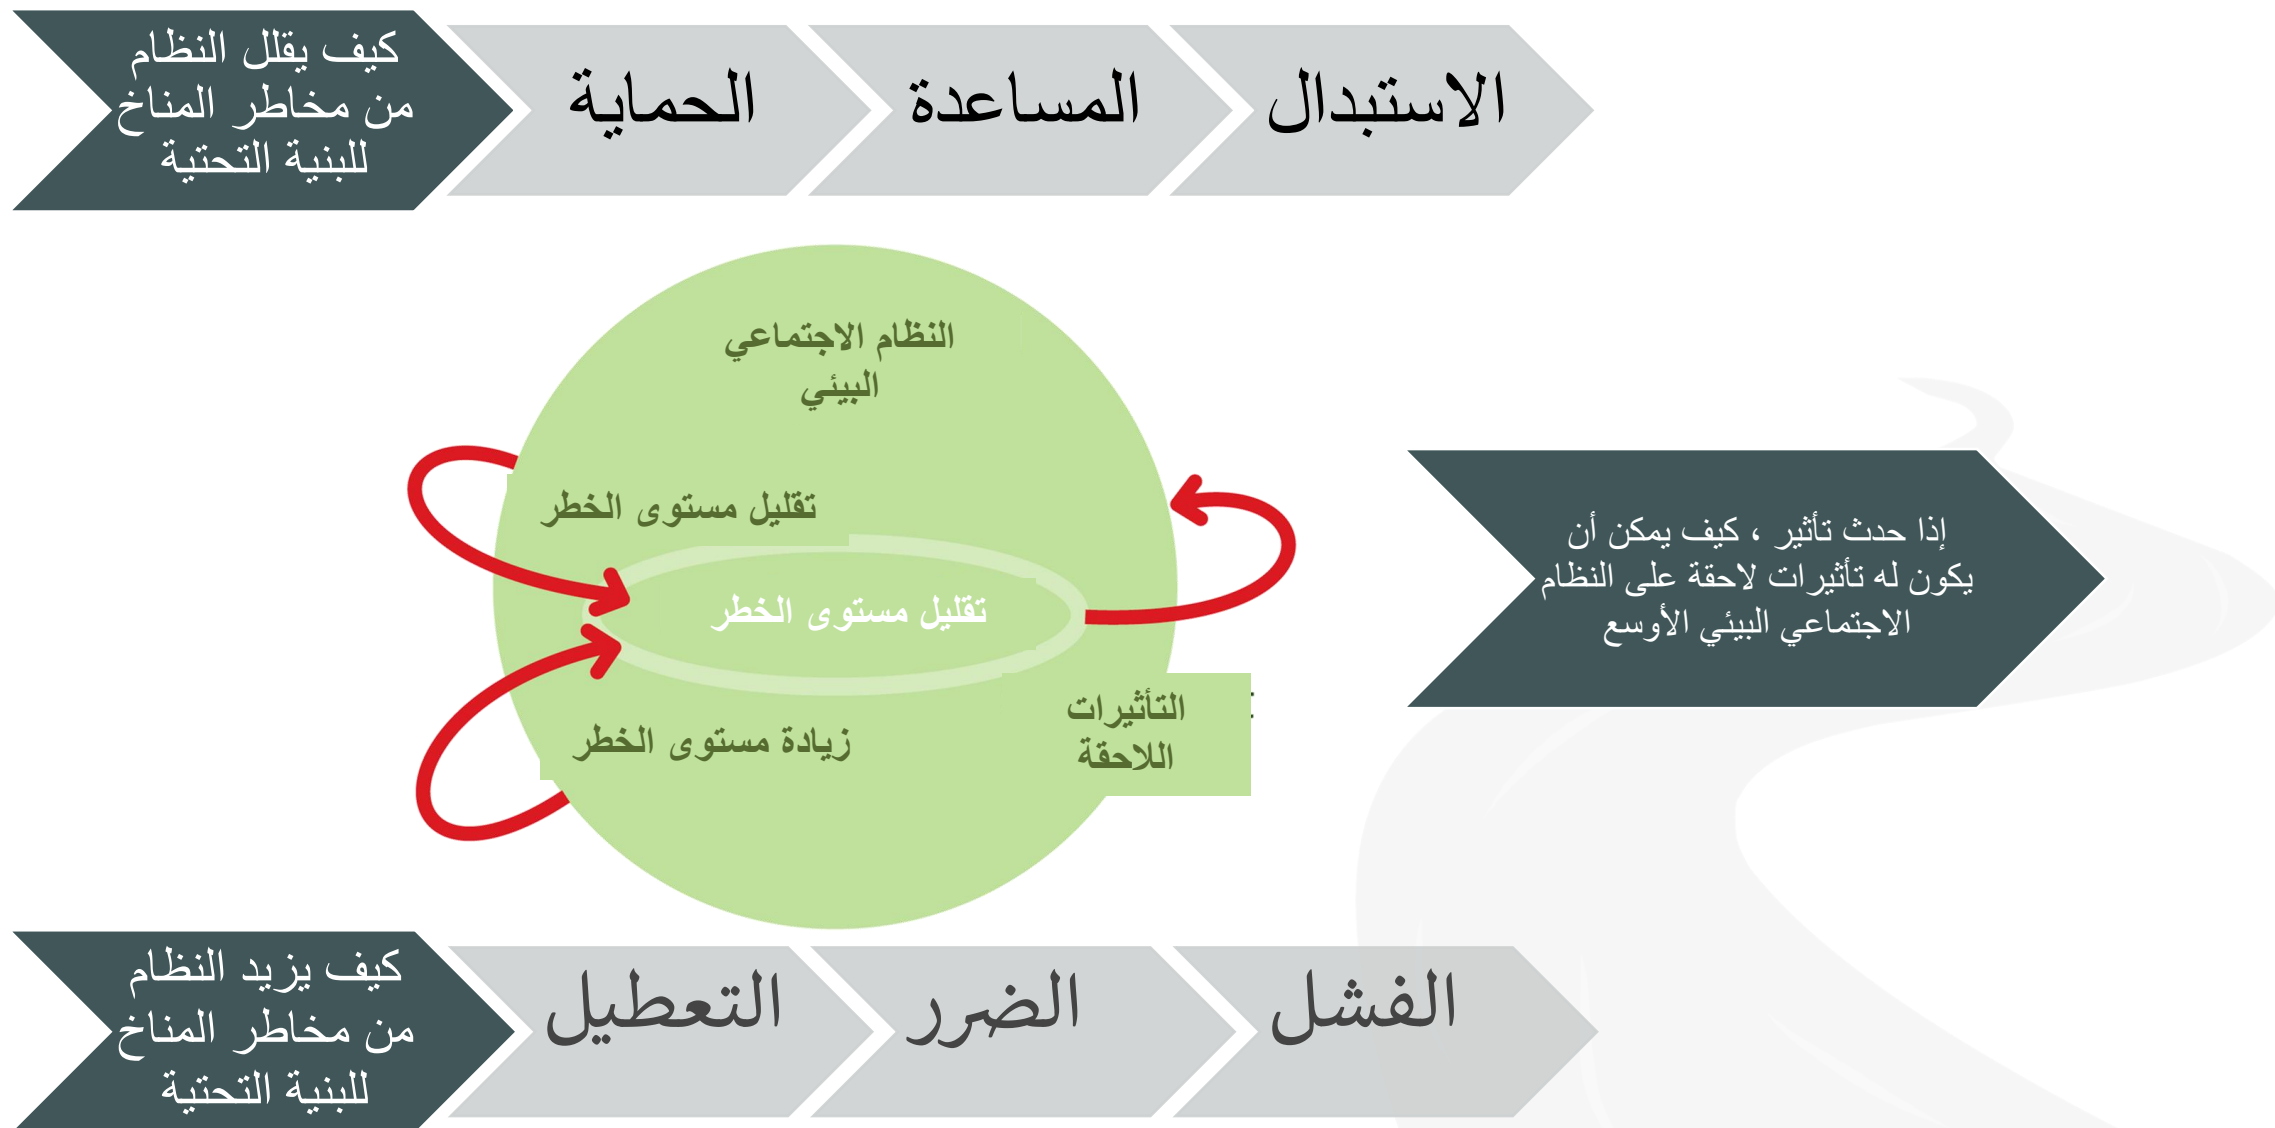 كيف يقلل النظام
من مخاطر المناخ
للبنية التحتية
الحماية
المساعدة
الاستبدال
النظام الاجتماعي
البيئي
تقليل مستوى الخطر
تقليل مستوى الخطر
زيادة مستوى الخطر
التأثيرات
اللاحقة
إذا حدث تأثير ، كيف يمكن أن
يكون له تأثيرات لاحقة على النظام
الاجتماعي البيئي الأوسع
كيف يزيد النظام
من مخاطر المناخ
للبنية التحتية
التعطيل
الضرر
الفشل